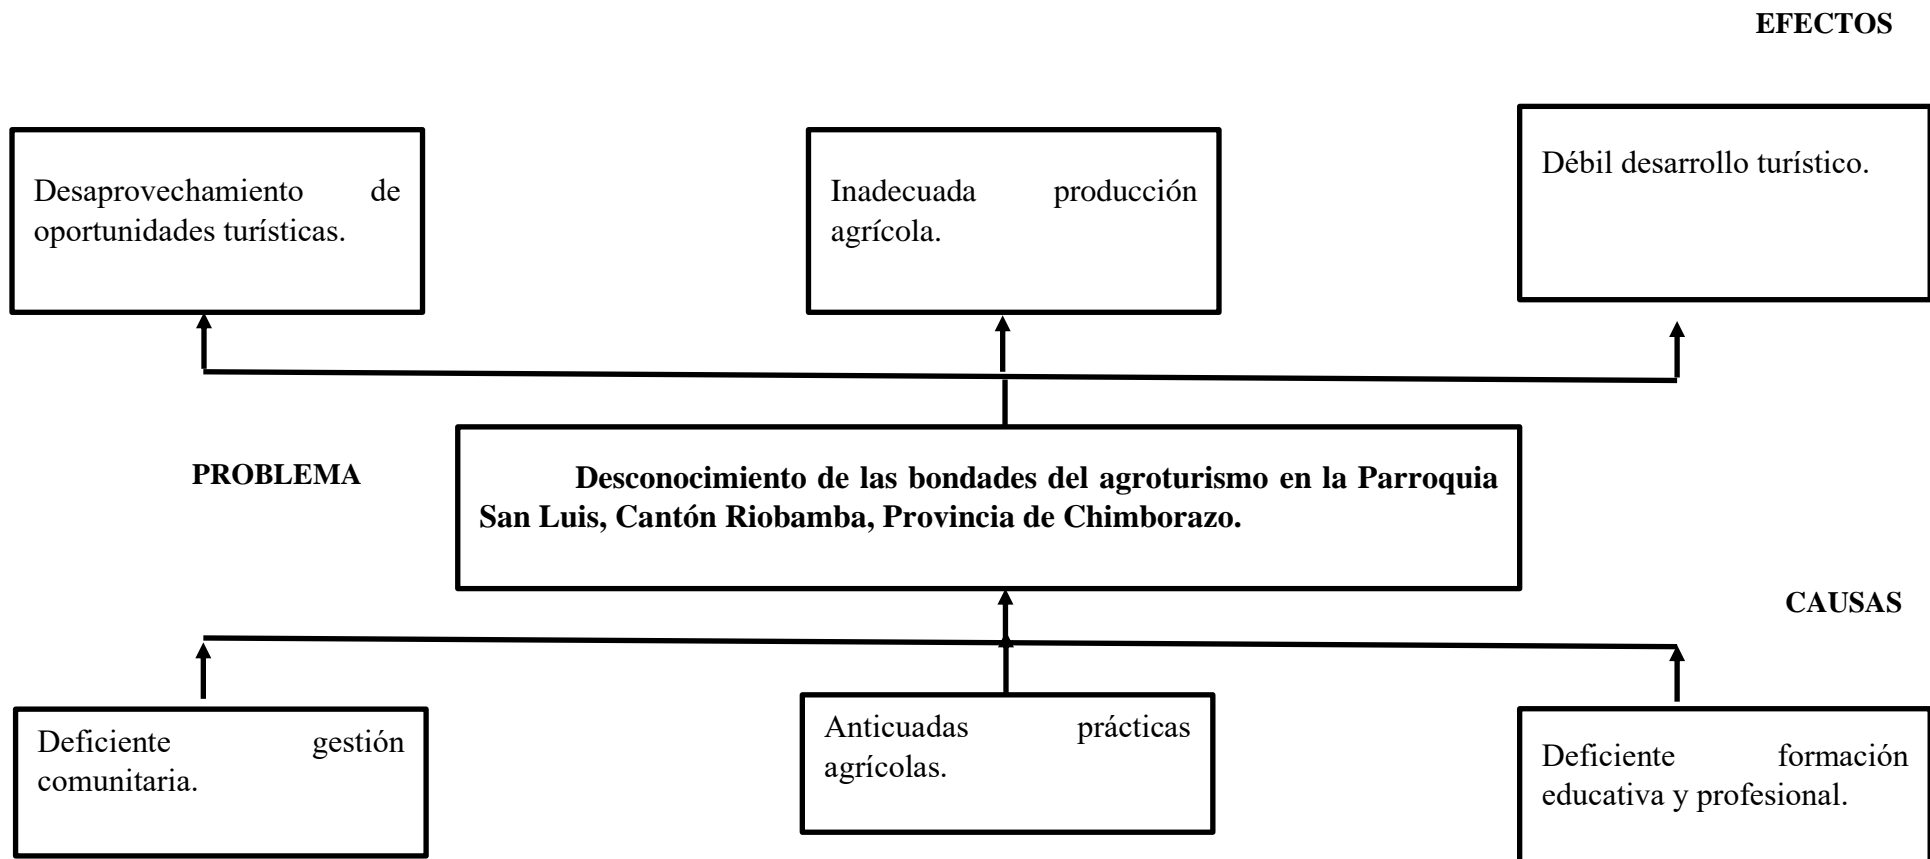 EFECTOS
Desaprovechamiento de
oportunidades turísticas.
Inadecuada producción
agrícola.
Débil desarrollo turístico.
PROBLEMA
Desconocimiento de las bondades del agroturismo en la Parroquia
San Luis, Cantón Riobamba, Provincia de Chimborazo.
CAUSAS
Deficiente gestión
comunitaria.
Anticuadas prácticas
agrícolas.
Deficiente formación
educativa y profesional.